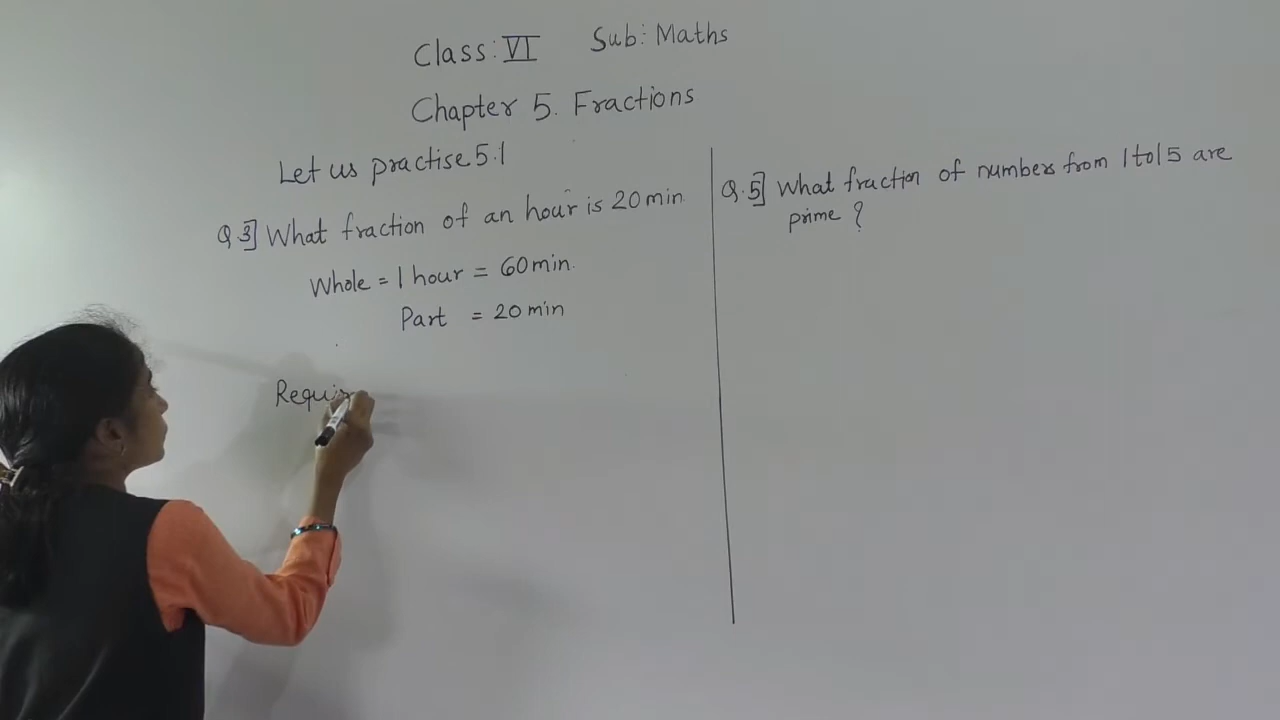 Class: VI Sub: Maths
Chapter 5. Fractions
Let us practise 5.1
Q.3] What fraction of an hour is 20 min
Whole = 1 hour = 60 min.
Part = 20 min
Requir
Q.5] What fraction of numbers from 1 to 15 are
prime ?